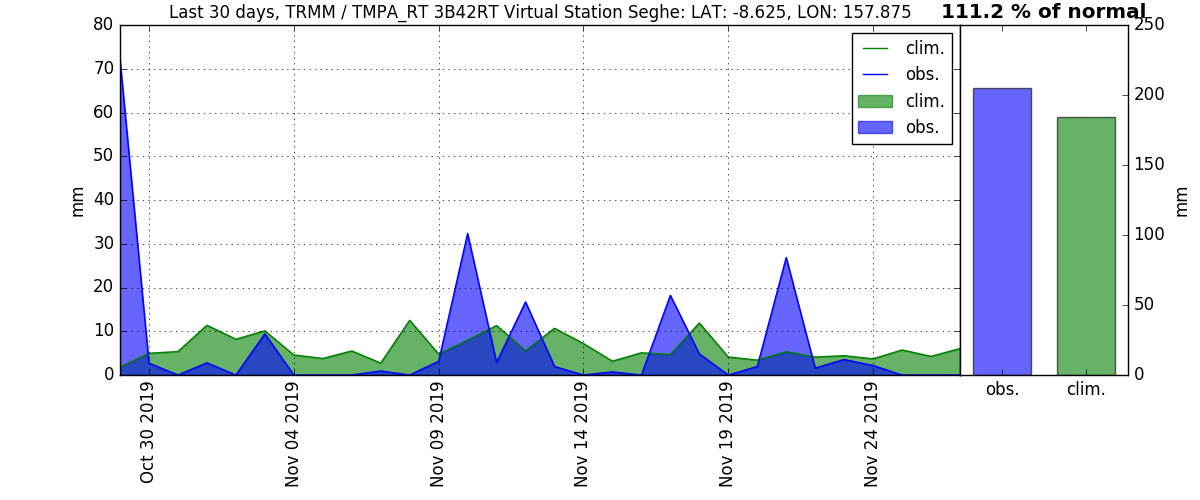 Last 30 days, TRMM / TMPA_RT 3B42RT Virtual Station Seghe: LAT: -8.625, LON: 157.875
111.2 % of normal
80
70
60
50
40
30
20
10
0
mm
clim.
obs.
clim.
obs.
Oct 30 2019
Nov 04 2019
Nov 09 2019
Nov 14 2019
Nov 19 2019
Nov 24 2019
250
200
150
100
50
0
mm
obs.
clim.